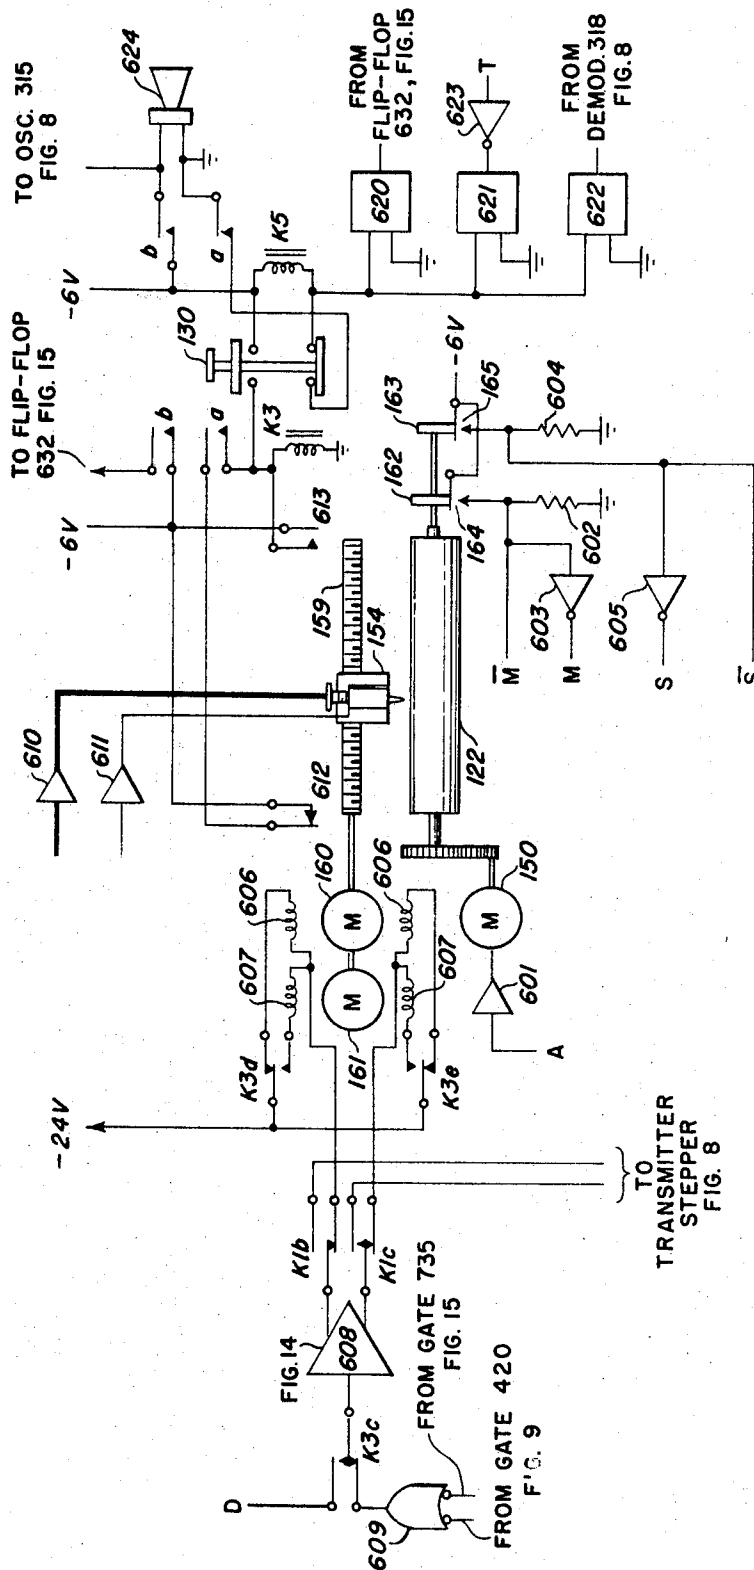 TO OSC. 315
FIG. 8
624
-6V
b
a
K5
130
TO FLIP-FLOP
632, FIG. 15
b
a
K3
-6V
613
FROM
FLIP-FLOP
632, FIG. 15
620
623
T
621
FROM
DEMOD. 318
FIG. 8
622
610
611
612
159
154
160
M
161
M
606
607
606
607
K3d
K3e
-24V
122
150
M
601
A
162
163
-6V
165
164
604
602
603
605
M̅
M
S
S̅
K1b
K1c
TO
TRANSMITTER
STEPPER
FIG. 8
FIG. 14
608
K3c
D
609
FROM GATE 735
FIG. 15
FROM GATE 420
FIG. 9